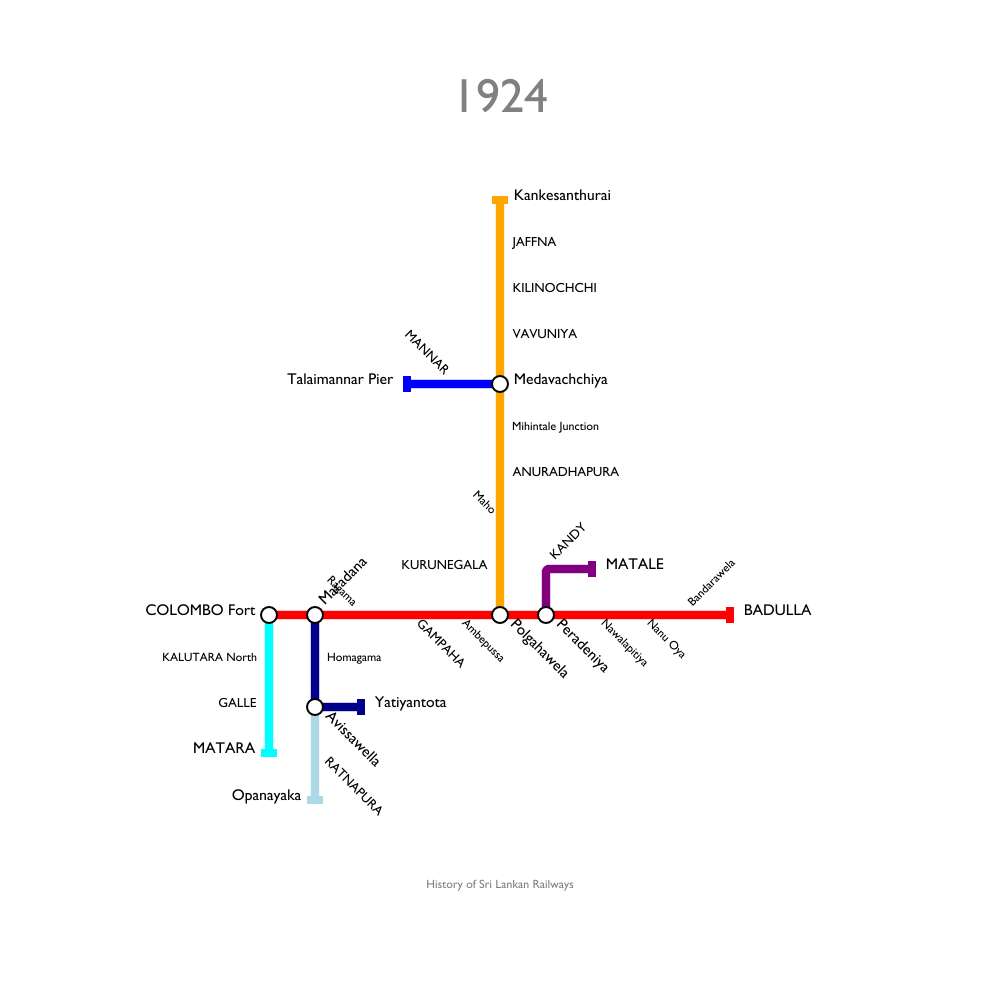 1924
Kankesanthurai
JAFFNA
KILINOCHCHI
VAVUNIYA
MANNAR
Talaimannar Pier
Medavachchiya
Mihintale Junction
ANURADHAPURA
Maho
KANDY
KURUNEGALA
MATALE
Bandarawela
Maradana
Ragama
COLOMBO Fort
BADULLA
GAMPAHA
Ambepussa
Polgahawela
Peradeniya
Nawalapitiya
Nanu Oya
KALUTARA North
Homagama
GALLE
Yatiyantota
Avissawella
MATARA
RATNAPURA
Opanayaka
History of Sri Lankan Railways